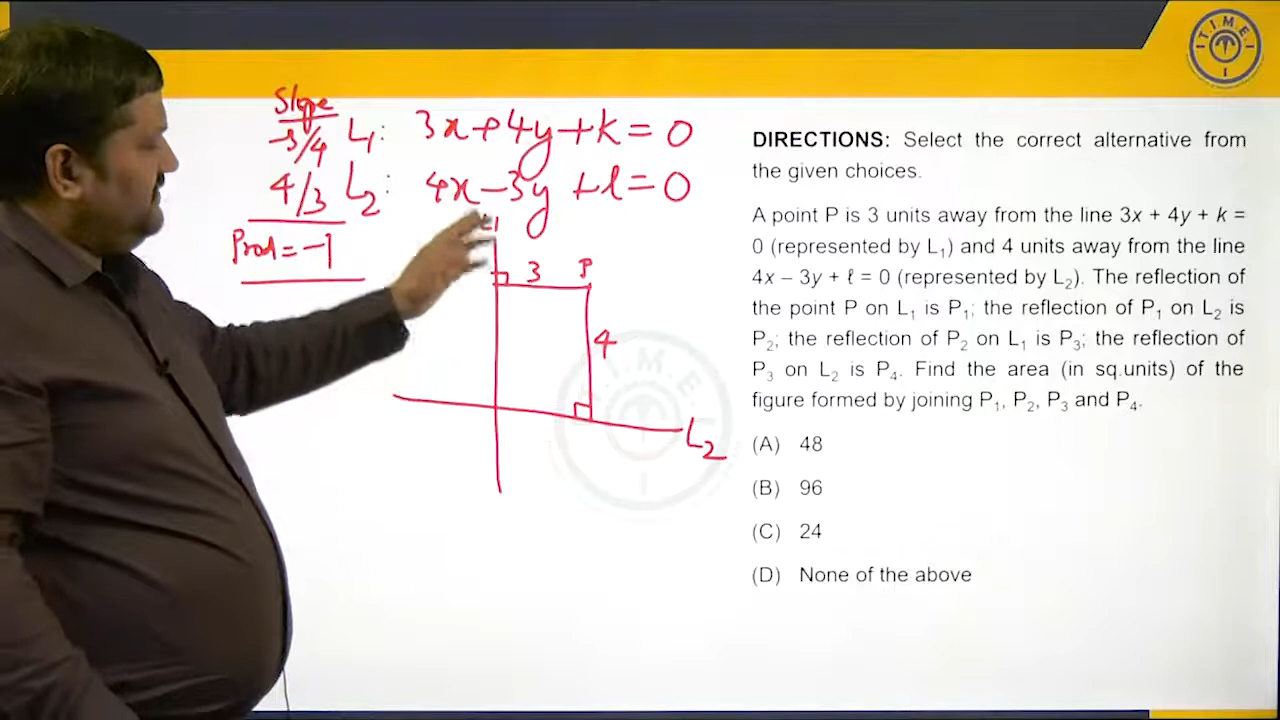 Slope
-3/4 L1: 3x+4y+k=0
4/3 L2: 4x-3y+l=0
Prod=-1
3 P
4
L2
T.I.M.E.
DIRECTIONS: Select the correct alternative from
the given choices.
A point P is 3 units away from the line 3x + 4y + k =
0 (represented by L₁) and 4 units away from the line
4x – 3y + ℓ = 0 (represented by L₂). The reflection of
the point P on L₁ is P₁; the reflection of P₁ on L₂ is
P₂; the reflection of P₂ on L₁ is P₃; the reflection of
P₃ on L₂ is P₄. Find the area (in sq.units) of the
figure formed by joining P₁, P₂, P₃ and P₄.
(A) 48
(B) 96
(C) 24
(D) None of the above